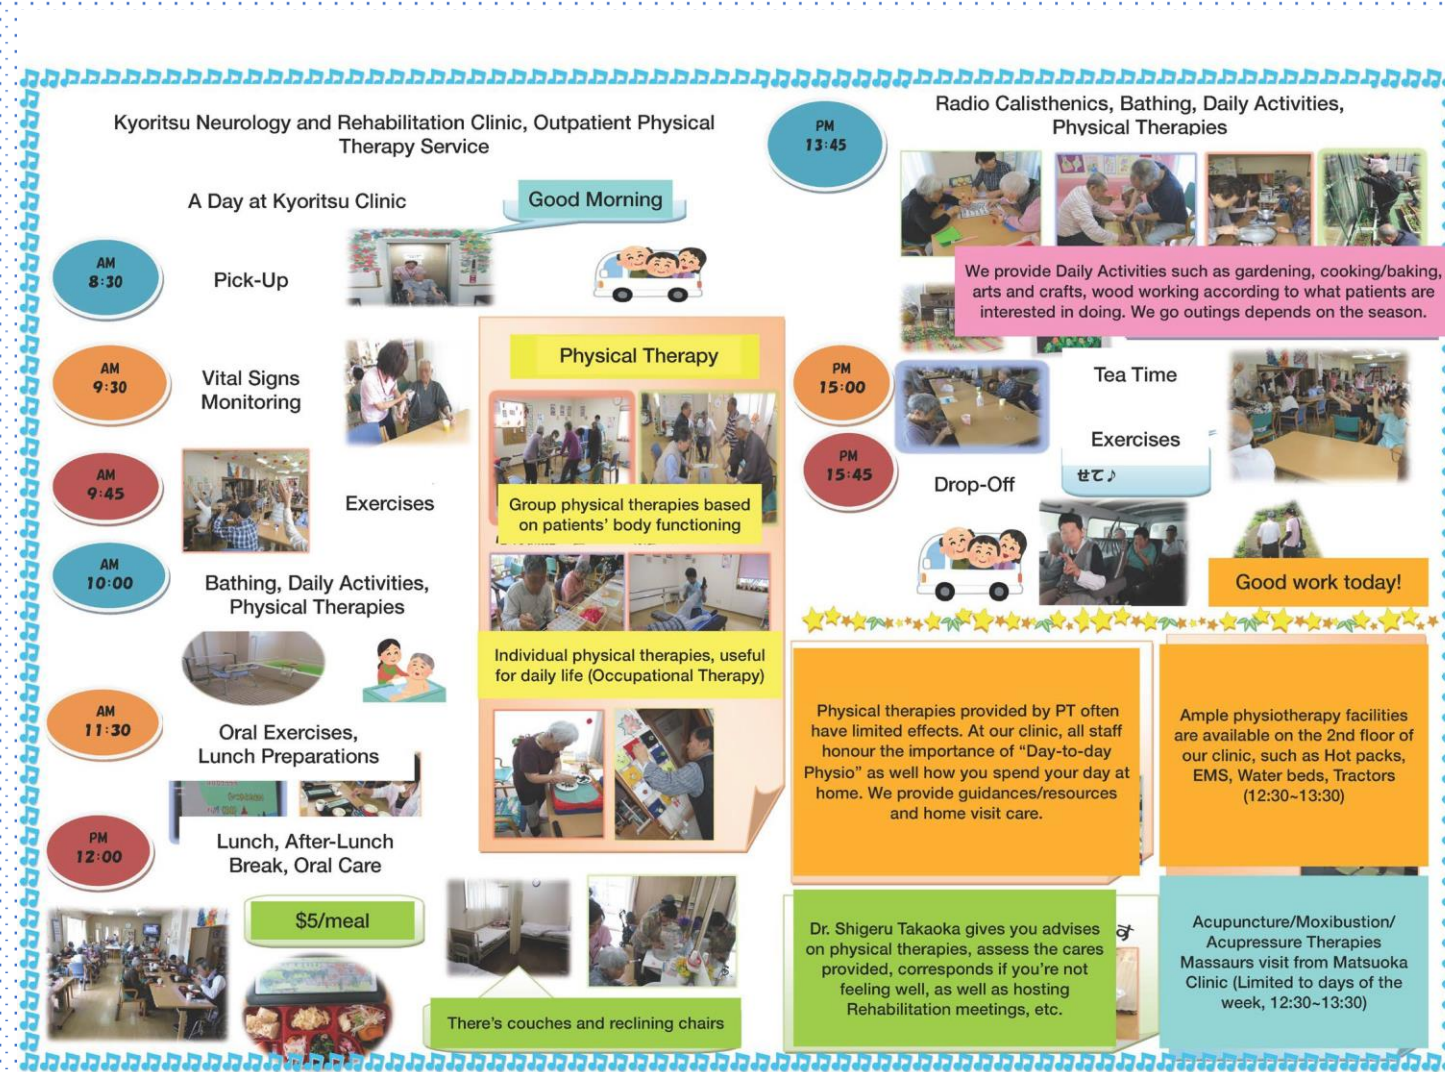 Kyoritsu Neurology and Rehabilitation Clinic, Outpatient Physical
Therapy Service
A Day at Kyoritsu Clinic
Good Morning
AM
8:30
Pick-Up
AM
9:30
Vital Signs
Monitoring
AM
9:45
Exercises
AM
10:00
Bathing, Daily Activities,
Physical Therapies
AM
11:30
Oral Exercises,
Lunch Preparations
PM
12:00
Lunch, After-Lunch
Break, Oral Care
$5/meal
There's couches and reclining chairs
Physical Therapy
Group physical therapies based
on patients' body functioning
Individual physical therapies, useful
for daily life (Occupational Therapy)
PM
13:45
Radio Calisthenics, Bathing, Daily Activities,
Physical Therapies
We provide Daily Activities such as gardening, cooking/baking,
arts and crafts, wood working according to what patients are
interested in doing. We go outings depends on the season.
PM
15:00
Tea Time
Exercises
せて♪
PM
15:45
Drop-Off
Good work today!
Physical therapies provided by PT often
have limited effects. At our clinic, all staff
honour the importance of “Day-to-day
Physio” as well how you spend your day at
home. We provide guidances/resources
and home visit care.
Ample physiotherapy facilities
are available on the 2nd floor of
our clinic, such as Hot packs,
EMS, Water beds, Tractors
(12:30~13:30)
Dr. Shigeru Takaoka gives you advises
on physical therapies, assess the cares
provided, corresponds if you're not
feeling well, as well as hosting
Rehabilitation meetings, etc.
す
Acupuncture/Moxibustion/
Acupressure Therapies
Massaurs visit from Matsuoka
Clinic (Limited to days of the
week, 12:30~13:30)